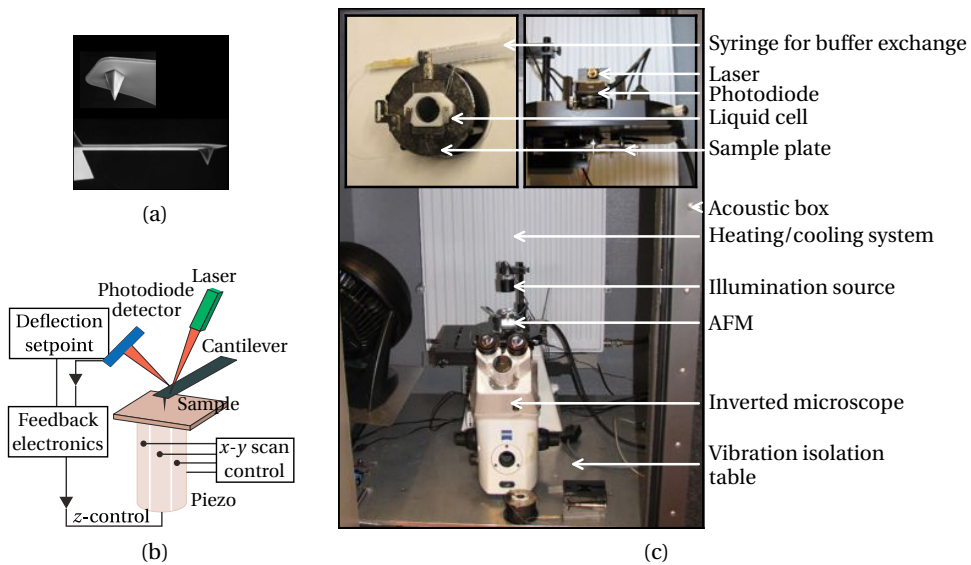 (a)
Laser
Photodiode
detector
Deflection
setpoint
Cantilever
Sample
Feedback
electronics
x-y scan
control
Piezo
z-control
(b)
Syringe for buffer exchange
Laser
Photodiode
Liquid cell
Sample plate
Acoustic box
Heating/cooling system
Illumination source
AFM
Inverted microscope
Vibration isolation
table
(c)